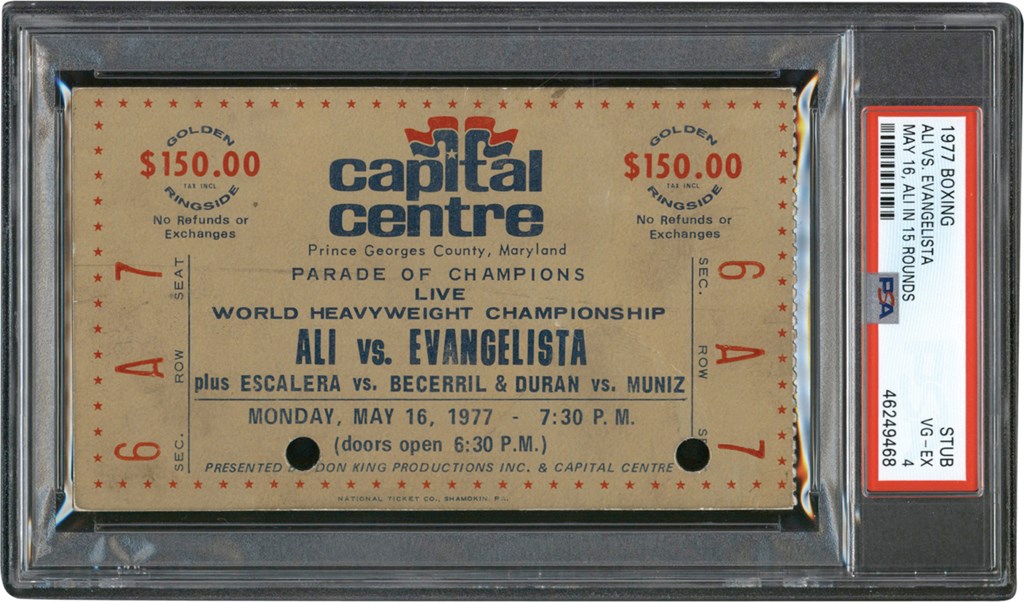 GOLDEN
$150.00
TAX INCL.
RINGSIDE
No Refunds or
Exchanges
capital
centre
Prince Georges County, Maryland
GOLDEN
$150.00
TAX INCL.
RINGSIDE
No Refunds or
Exchanges
PARADE OF CHAMPIONS
LIVE
WORLD HEAVYWEIGHT CHAMPIONSHIP
ALI vs. EVANGELISTA
plus ESCALERA vs. BECERRIL & DURAN vs. MUNIZ
MONDAY, MAY 16, 1977 - 7:30 P. M.
(doors open 6:30 P.M.)
PRESENTED DON KING PRODUCTIONS INC. & CAPITAL CENTRE
NATIONAL TICKET CO., SHAMOKIN, PA.
SEC. 6
ROW A
SEAT 7
SEC. 6
ROW A
7
1977 BOXING
ALI VS. EVANGELISTA
MAY 16, ALI IN 15 ROUNDS
PSA
STUB
VG-EX 4
46249468